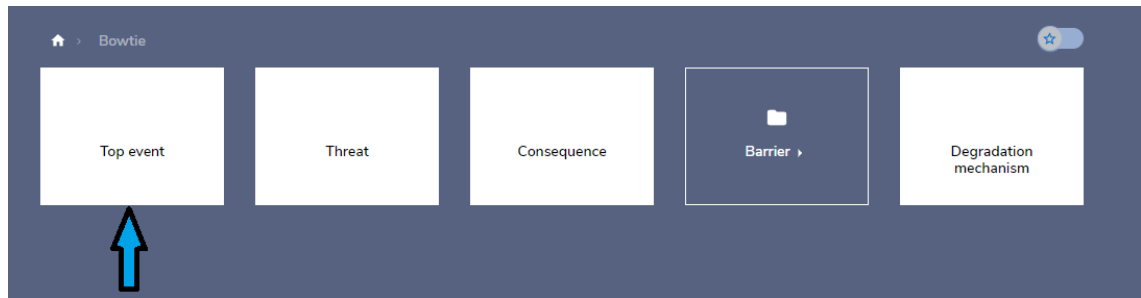 Bowtie
Top event
Threat
Consequence
Barrier
Degradation
mechanism